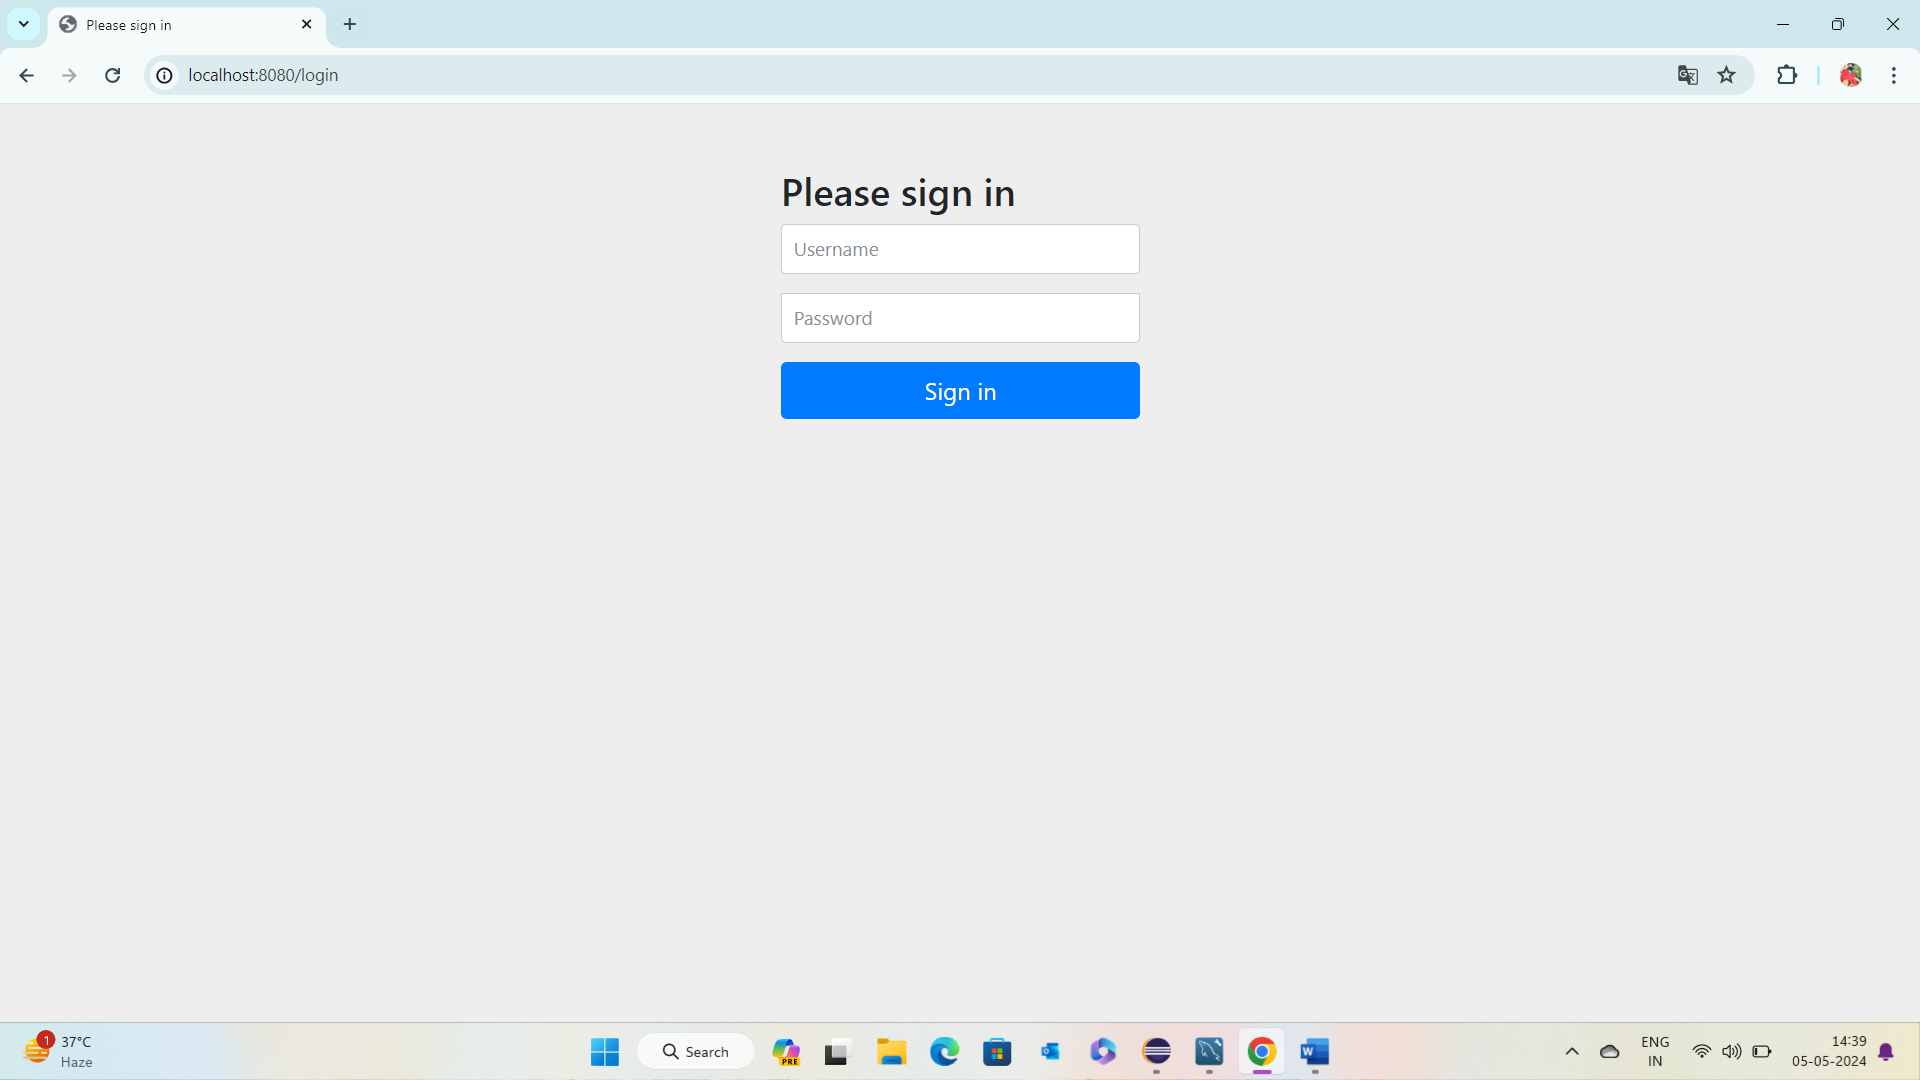 Please sign in
localhost:8080/login
Please sign in
Username
Password
Sign in
1
37°C
Haze
Search
PRE
W
ENG
IN
14:39
05-05-2024